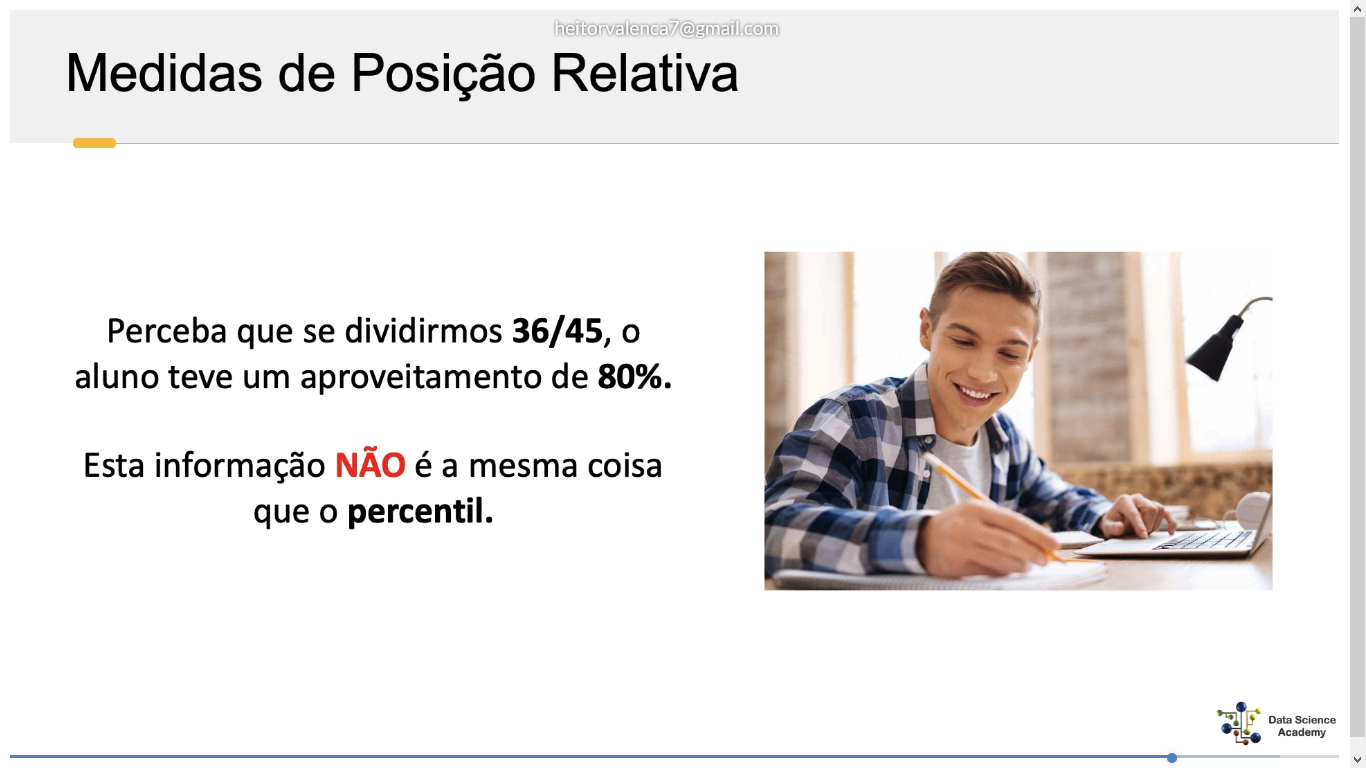 heitorvalenca7@gmail.com
Medidas de Posição Relativa
Perceba que se dividirmos 36/45, o
aluno teve um aproveitamento de 80%.
Esta informação NÃO é a mesma coisa
que o percentil.
Data Science
Academy